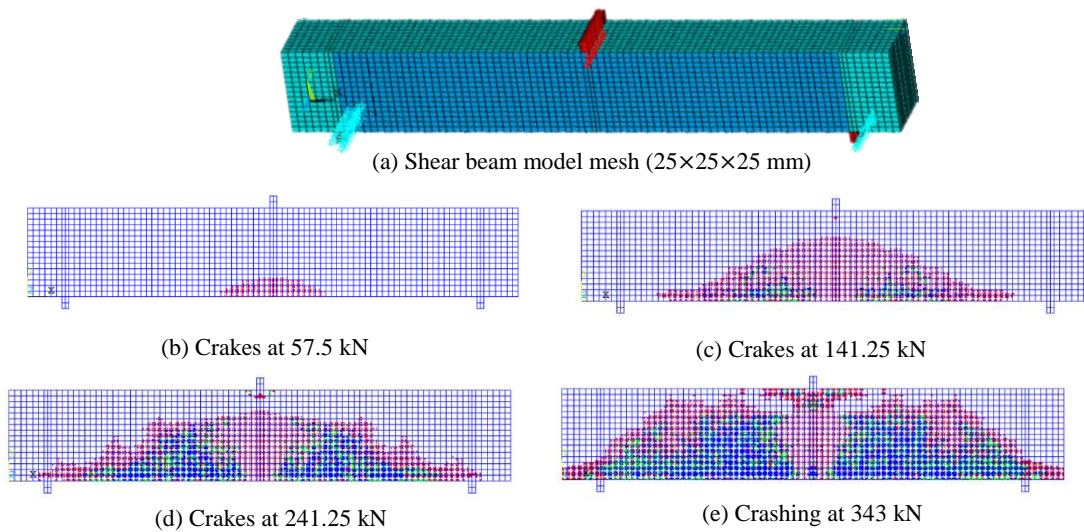 (a) Shear beam model mesh (25×25×25 mm)
(b) Crakes at 57.5 kN
(c) Crakes at 141.25 kN
(d) Crakes at 241.25 kN
(e) Crashing at 343 kN